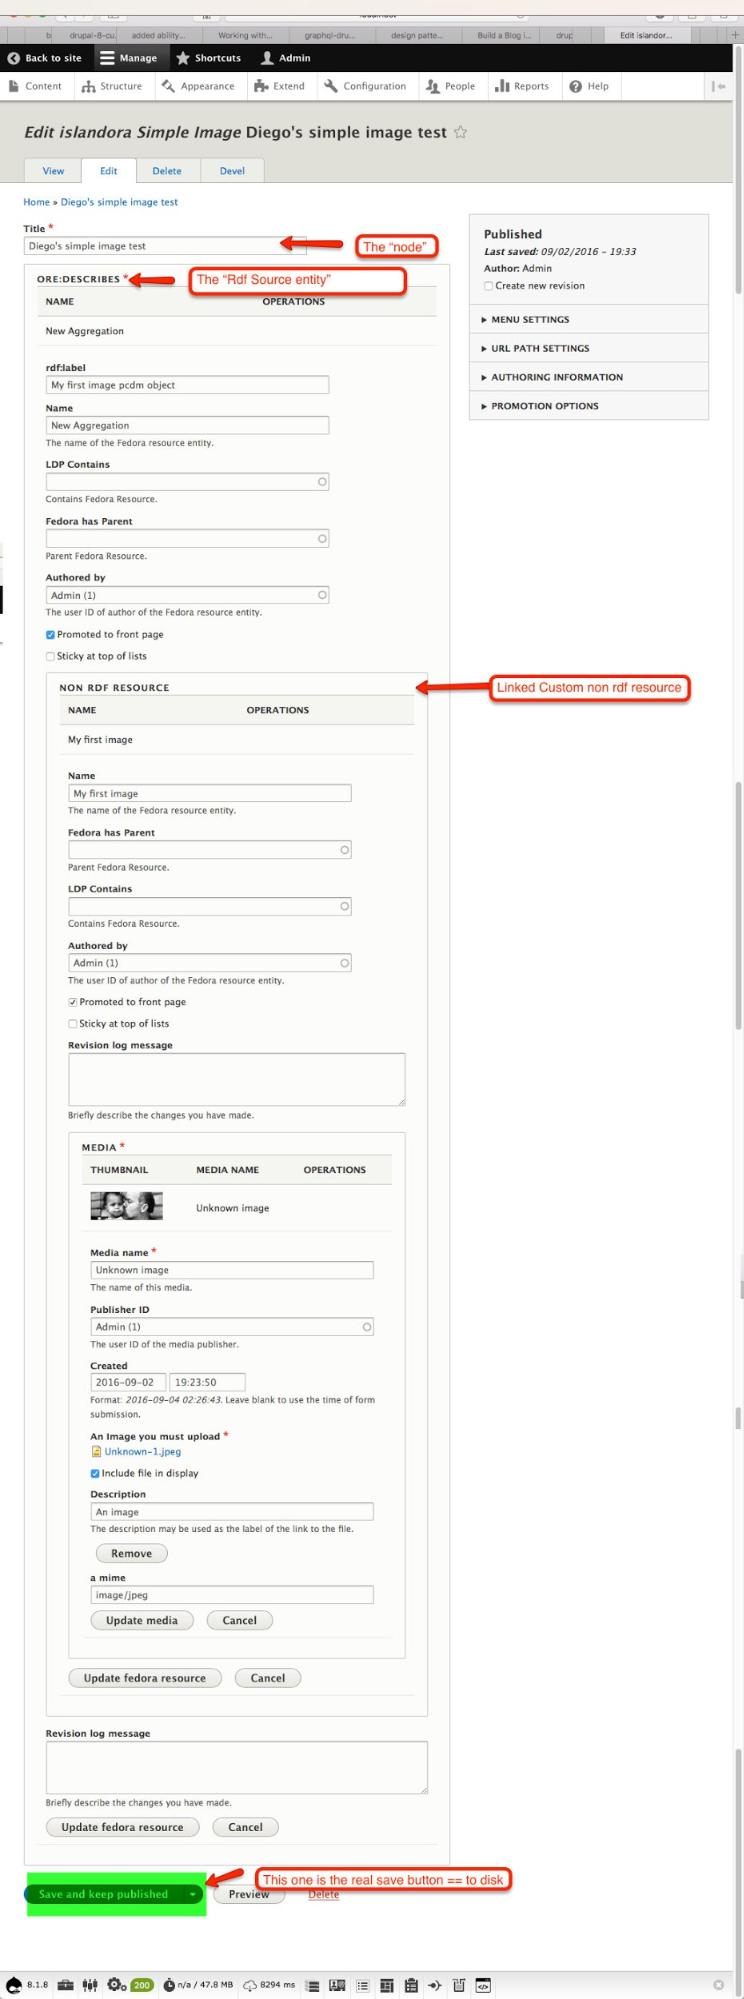 drupal-8-cu. added ability... Working with... graphql-dru... design patte... Build a Blog i... drup Edit islandor...
Back to site Manage Shortcuts Admin
Content Structure Appearance Extend Configuration People Reports Help
Edit islandora Simple Image Diego's simple image test
View Edit Delete Devel
Home » Diego's simple image test
Title *
Diego's simple image test
The "node"
Published
Last saved: 09/02/2016 - 19:33
Author: Admin
Create new revision
MENU SETTINGS
URL PATH SETTINGS
AUTHORING INFORMATION
PROMOTION OPTIONS
ORE:DESCRIBES *
The "Rdf Source entity"
NAME OPERATIONS
New Aggregation
rdf:label
My first image pcdm object
Name
New Aggregation
The name of the Fedora resource entity.
LDP Contains
Contains Fedora Resource.
Fedora has Parent
Parent Fedora Resource.
Authored by
Admin (1)
The user ID of author of the Fedora resource entity.
Promoted to front page
Sticky at top of lists
NON RDF RESOURCE
Linked Custom non rdf resource
NAME OPERATIONS
My first image
Name
My first image
The name of the Fedora resource entity.
Fedora has Parent
Parent Fedora Resource.
LDP Contains
Contains Fedora Resource.
Authored by
Admin (1)
The user ID of author of the Fedora resource entity.
Promoted to front page
Sticky at top of lists
Revision log message
Briefly describe the changes you have made.
MEDIA *
THUMBNAIL MEDIA NAME OPERATIONS
Unknown image
Media name *
Unknown image
The name of this media.
Publisher ID
Admin (1)
The user ID of the media publisher.
Created
2016-09-02 19:23:50
Format: 2016-09-04 02:26:43. Leave blank to use the time of form
submission.
An Image you must upload *
Unknown-1.jpeg
Include file in display
Description
An image
The description may be used as the label of the link to the file.
Remove
a mime
image/jpeg
Update media Cancel
Update fedora resource Cancel
Revision log message
Briefly describe the changes you have made.
Update fedora resource Cancel
This one is the real save button == to disk
Save and keep published Preview Delete
8.1.8 200 n/a / 47.8 MB 8294 ms